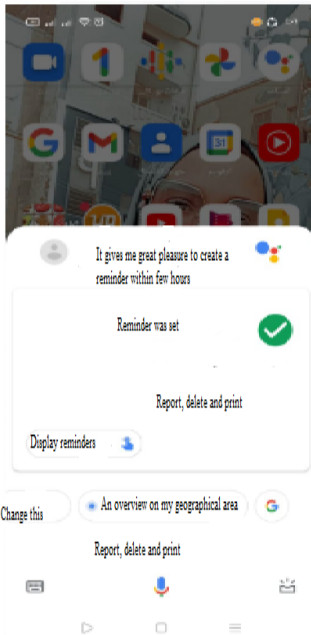 31
It gives me great pleasure to create a
reminder within few hours
Reminder was set
Report, delete and print
Display reminders
Change this
An overview on my geographical area
Report, delete and print